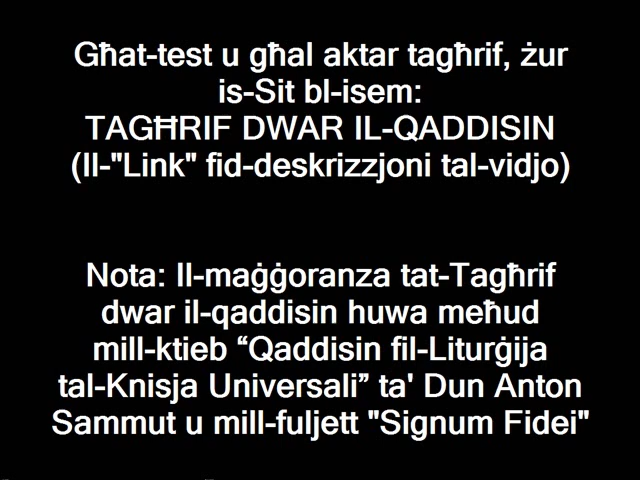 Għat-test u għal aktar tagħrif, żur
is-Sit bl-isem:
TAGĦRIF DWAR IL-QADDISIN
(Il-"Link" fid-deskrizzjoni tal-vidjo)
Nota: Il-maġġoranza tat-Tagħrif
dwar il-qaddisin huwa meħud
mill-ktieb “Qaddisin fil-Liturġija
tal-Knisja Universali” ta' Dun Anton
Sammut u mill-fuljett "Signum Fidei"